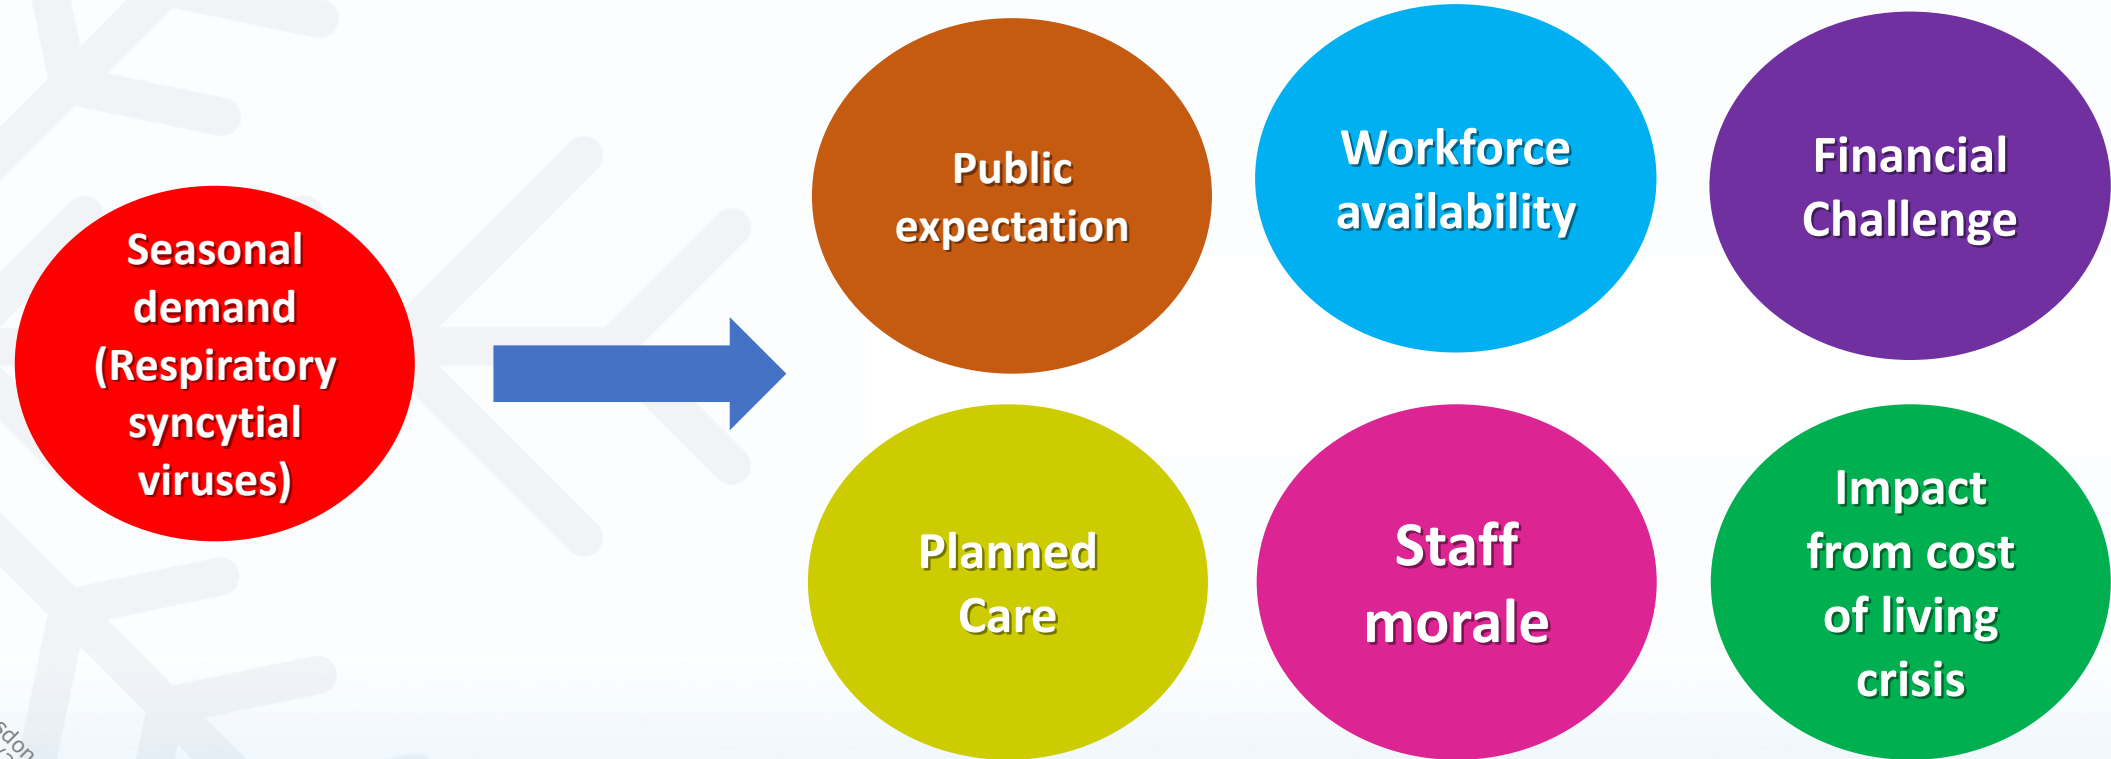 Seasonal
demand
(Respiratory
syncytial
viruses)
Public
expectation
Workforce
availability
Financial
Challenge
Planned
Care
Staff
morale
Impact
from cost
of living
crisis